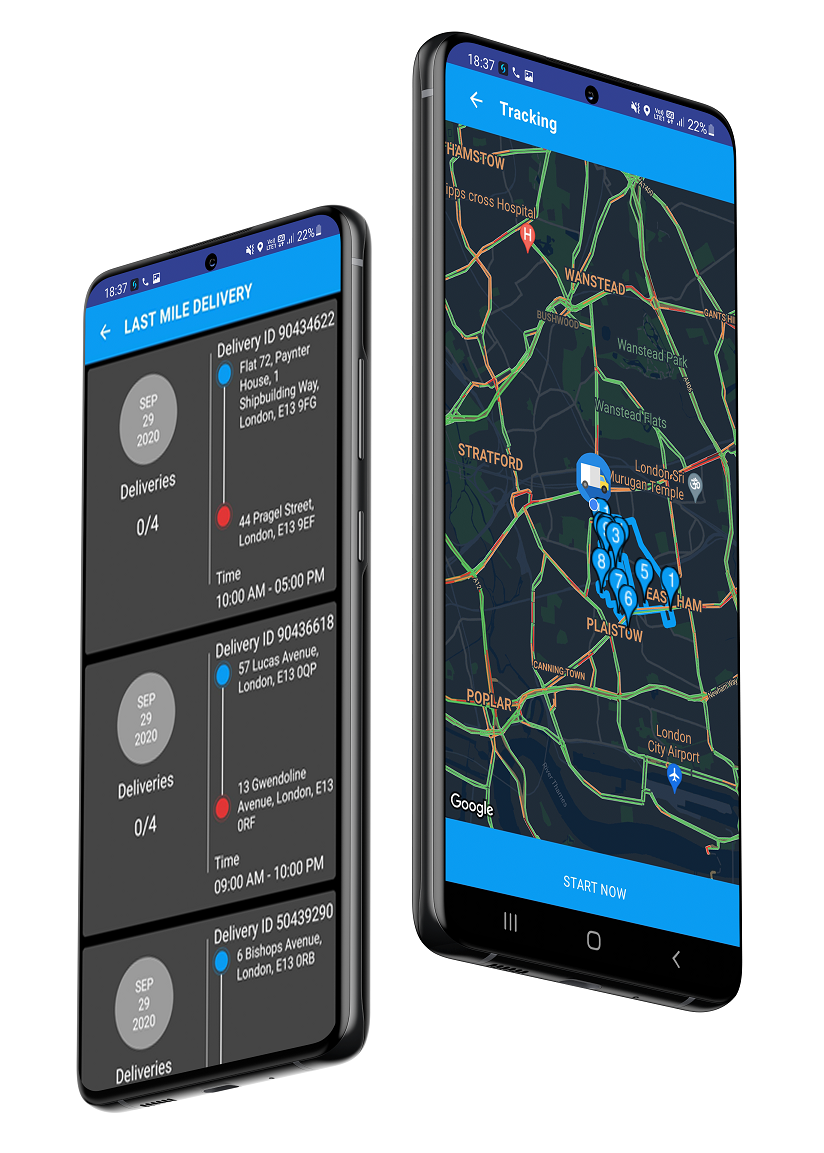 18:37
22%
LAST MILE DELIVERY
Delivery ID 90434622
SEP
29
2020
Flat 72, Paynter
House, 1
Shipbuilding Way,
London, E13 9FG
Deliveries
0/4
44 Pragel Street,
London, E13 9EF
Time
10:00 AM - 05:00 PM
Delivery ID 90436618
SEP
29
2020
57 Lucas Avenue,
London, E13 0QP
Deliveries
0/4
13 Gwendoline
Avenue, London, E13
0RF
Time
09:00 AM - 10:00 PM
Delivery ID 50439290
SEP
29
2020
6 Bishops Avenue,
London, E13 0RB
Deliveries
18:37
22%
Tracking
HAMSTOW
A1400
ipps cross Hospital
H
WANSTEAD
GANTS HI
BUSHWOOD
Wanstead Park
A406
Wanstead Flats
STRATFORD
London Sri
Murugan Temple
3
8
5
7
1
6
EAS HAM
A12
PLAISTOW
CANNING TOWN
Newham Way
POPLAR
London
City Airport
River Thames
Google
START NOW